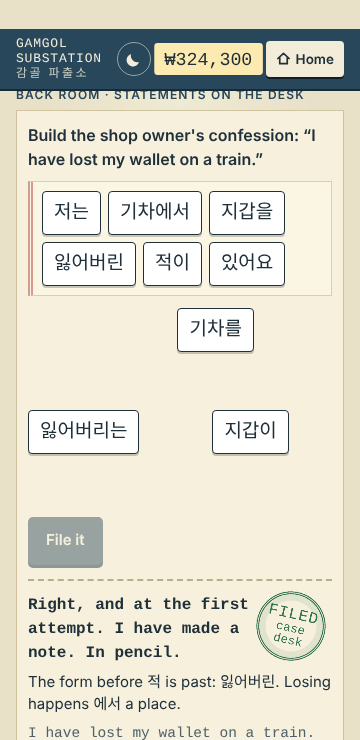 GAMGOL
SUBSTATION
감골 파출소
₩324,300
Home
BACK ROOM · STATEMENTS ON THE DESK
Build the shop owner's confession: “I
have lost my wallet on a train.”
저는 기차에서 지갑을
잃어버린 적이 있어요
기차를
잃어버리는 지갑이
File it
Right, and at the first
attempt. I have made a
note. In pencil.
FILED
case
desk
The form before 적 is past: 잃어버린. Losing
happens 에서 a place.
I have lost my wallet on a train.